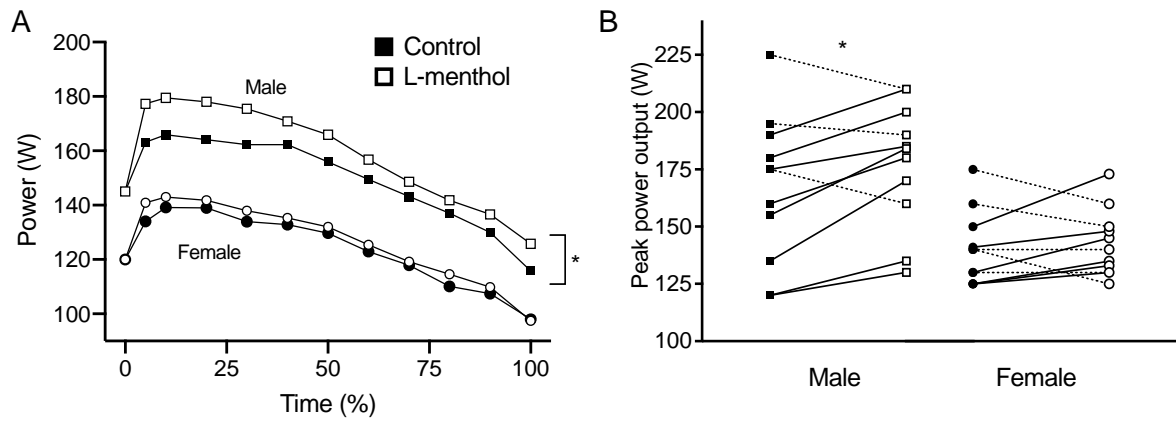 A
Power (W)
200
180
160
140
120
100
0
25
50
75
100
Time (%)
Control
L-menthol
Male
Female
*
B
Peak power output (W)
225
200
175
150
125
100
*
Male
Female